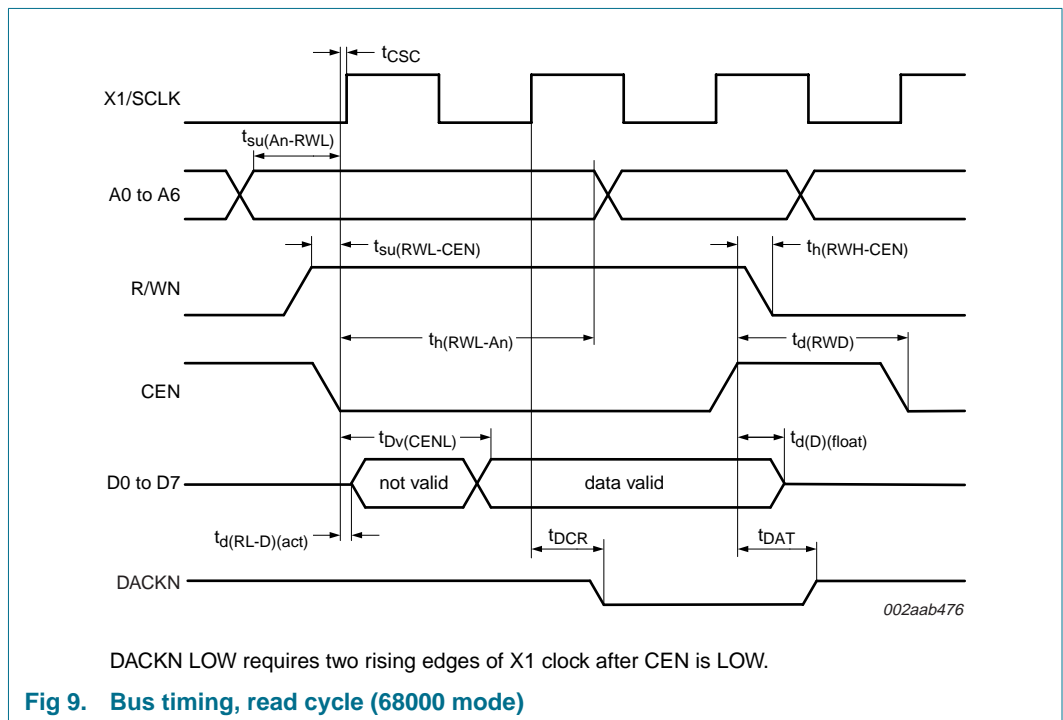 tCSC
X1/SCLK
tsu(An-RWL)
A0 to A6
tsu(RWL-CEN)
th(RWH-CEN)
R/WN
th(RWL-An)
td(RWD)
CEN
tDv(CENL)
td(D)(float)
D0 to D7
not valid
data valid
td(RL-D)(act)
tDCR
tDAT
DACKN
002aab476
DACKN LOW requires two rising edges of X1 clock after CEN is LOW.
Fig 9. Bus timing, read cycle (68000 mode)